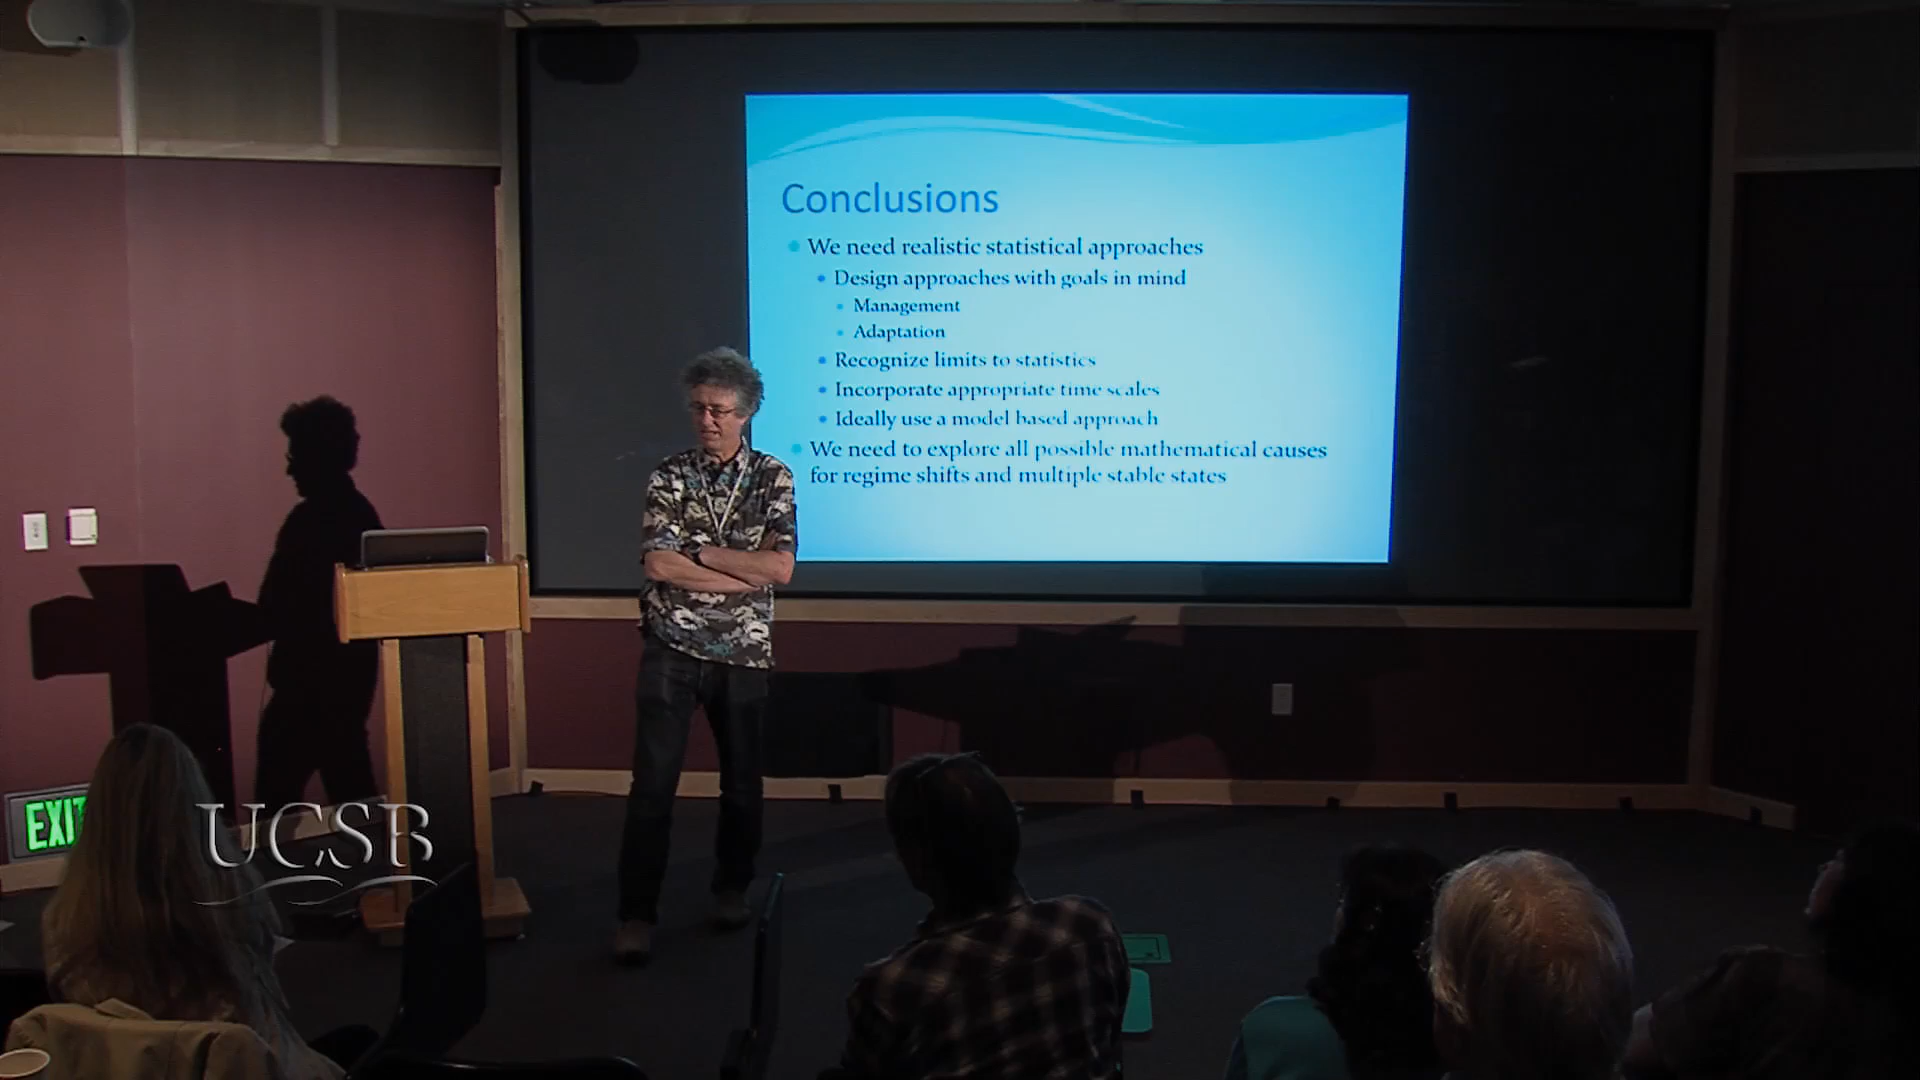 Conclusions
We need realistic statistical approaches
Design approaches with goals in mind
Management
Adaptation
Recognize limits to statistics
Incorporate appropriate time scales
Ideally use a model based approach
We need to explore all possible mathematical causes
for regime shifts and multiple stable states
EXIT
UCSB